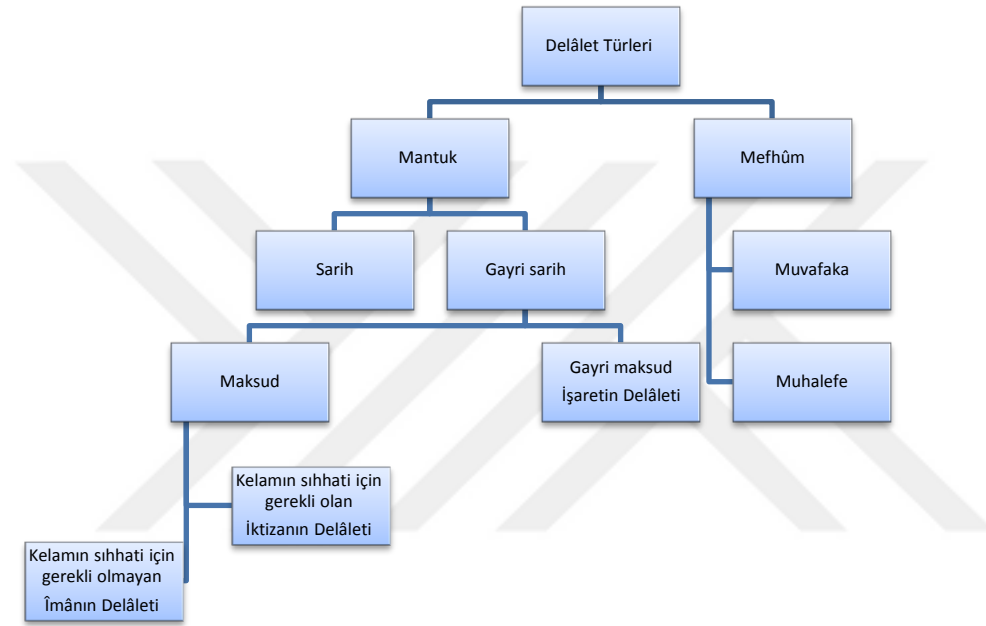 Delâlet Türleri
Mantuk
Mefhûm
Sarih
Gayri sarih
Muvafaka
Maksud
Gayri maksud
İşaretin Delâleti
Muhalefe
Kelamın sıhhati için
gerekli olan
İktizanın Delâleti
Kelamın sıhhati için
gerekli olmayan
Îmânın Delâleti